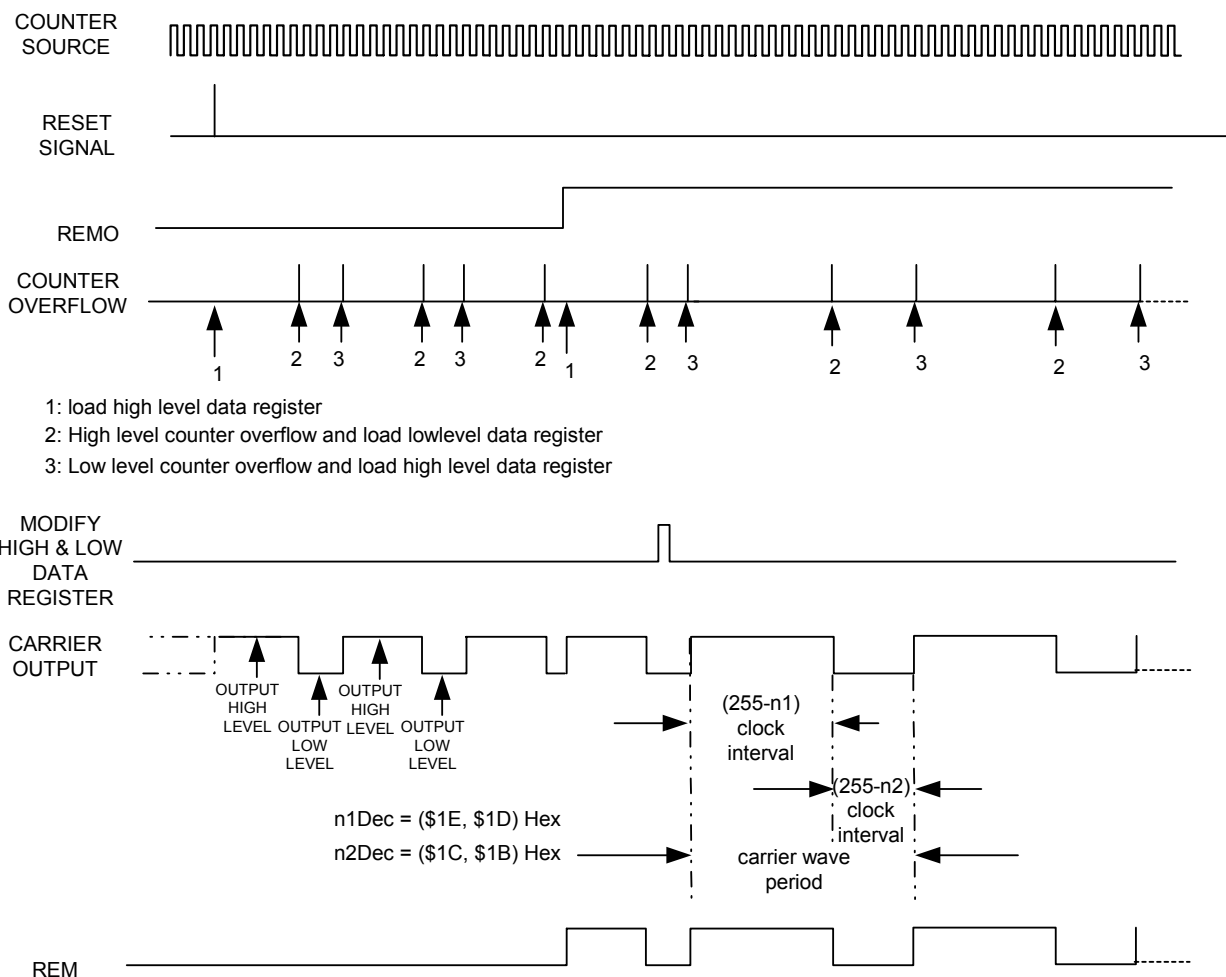 COUNTER
SOURCE
RESET
SIGNAL
REMO
COUNTER
OVERFLOW
1
2
3
2
3
2
1
2
3
2
3
2
3
1: load high level data register
2: High level counter overflow and load lowlevel data register
3: Low level counter overflow and load high level data register
MODIFY
HIGH & LOW
DATA
REGISTER
CARRIER
OUTPUT
OUTPUT
HIGH
LEVEL
OUTPUT
LOW
LEVEL
OUTPUT
HIGH
LEVEL
OUTPUT
LOW
LEVEL
(255-n1)
clock
interval
(255-n2)
clock
interval
n1Dec = ($1E, $1D) Hex
n2Dec = ($1C, $1B) Hex
carrier wave
period
REM